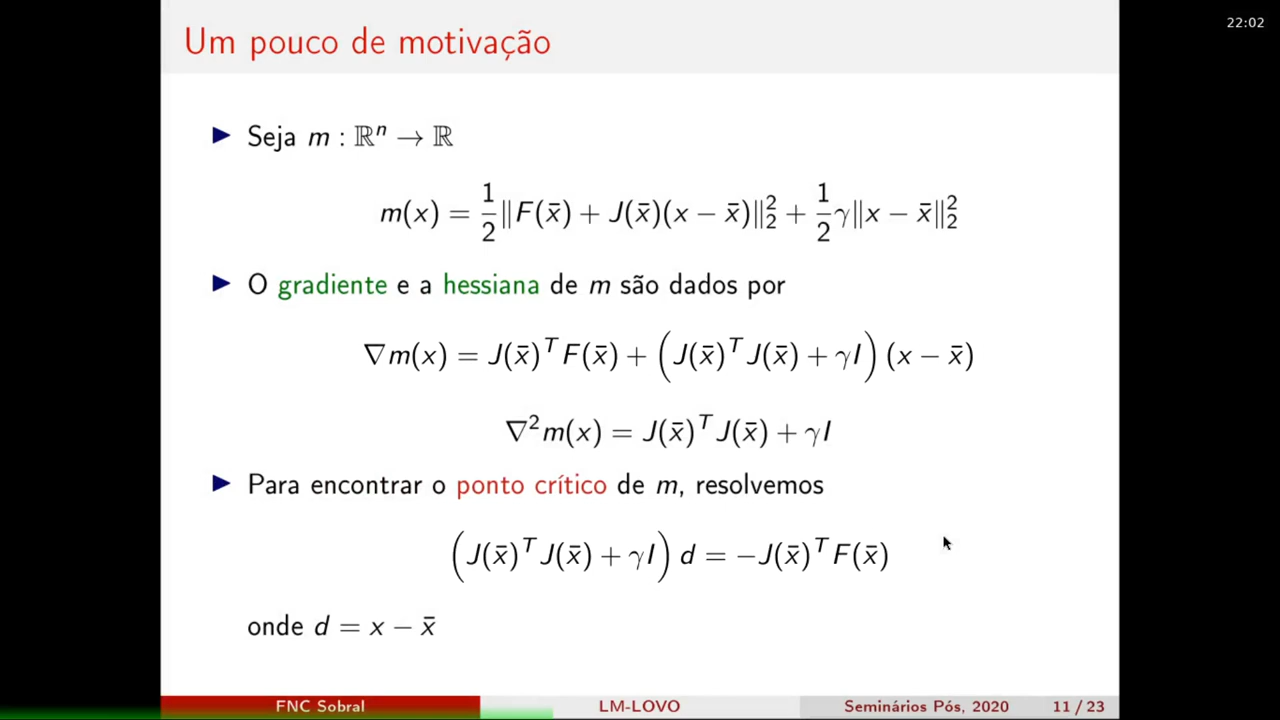 22:02
Um pouco de motivação
▶ Seja m : ℝⁿ → ℝ
m(x) = 1/2 ‖F(x̄) + J(x̄)(x − x̄)‖₂² + 1/2 γ‖x − x̄‖₂²
▶ O gradiente e a hessiana de m são dados por
∇m(x) = J(x̄)ᵀF(x̄) + (J(x̄)ᵀJ(x̄) + γI) (x − x̄)
∇²m(x) = J(x̄)ᵀJ(x̄) + γI
▶ Para encontrar o ponto crítico de m, resolvemos
(J(x̄)ᵀJ(x̄) + γI) d = −J(x̄)ᵀF(x̄)
onde d = x − x̄
FNC Sobral LM-LOVO Seminários Pós, 2020 11 / 23